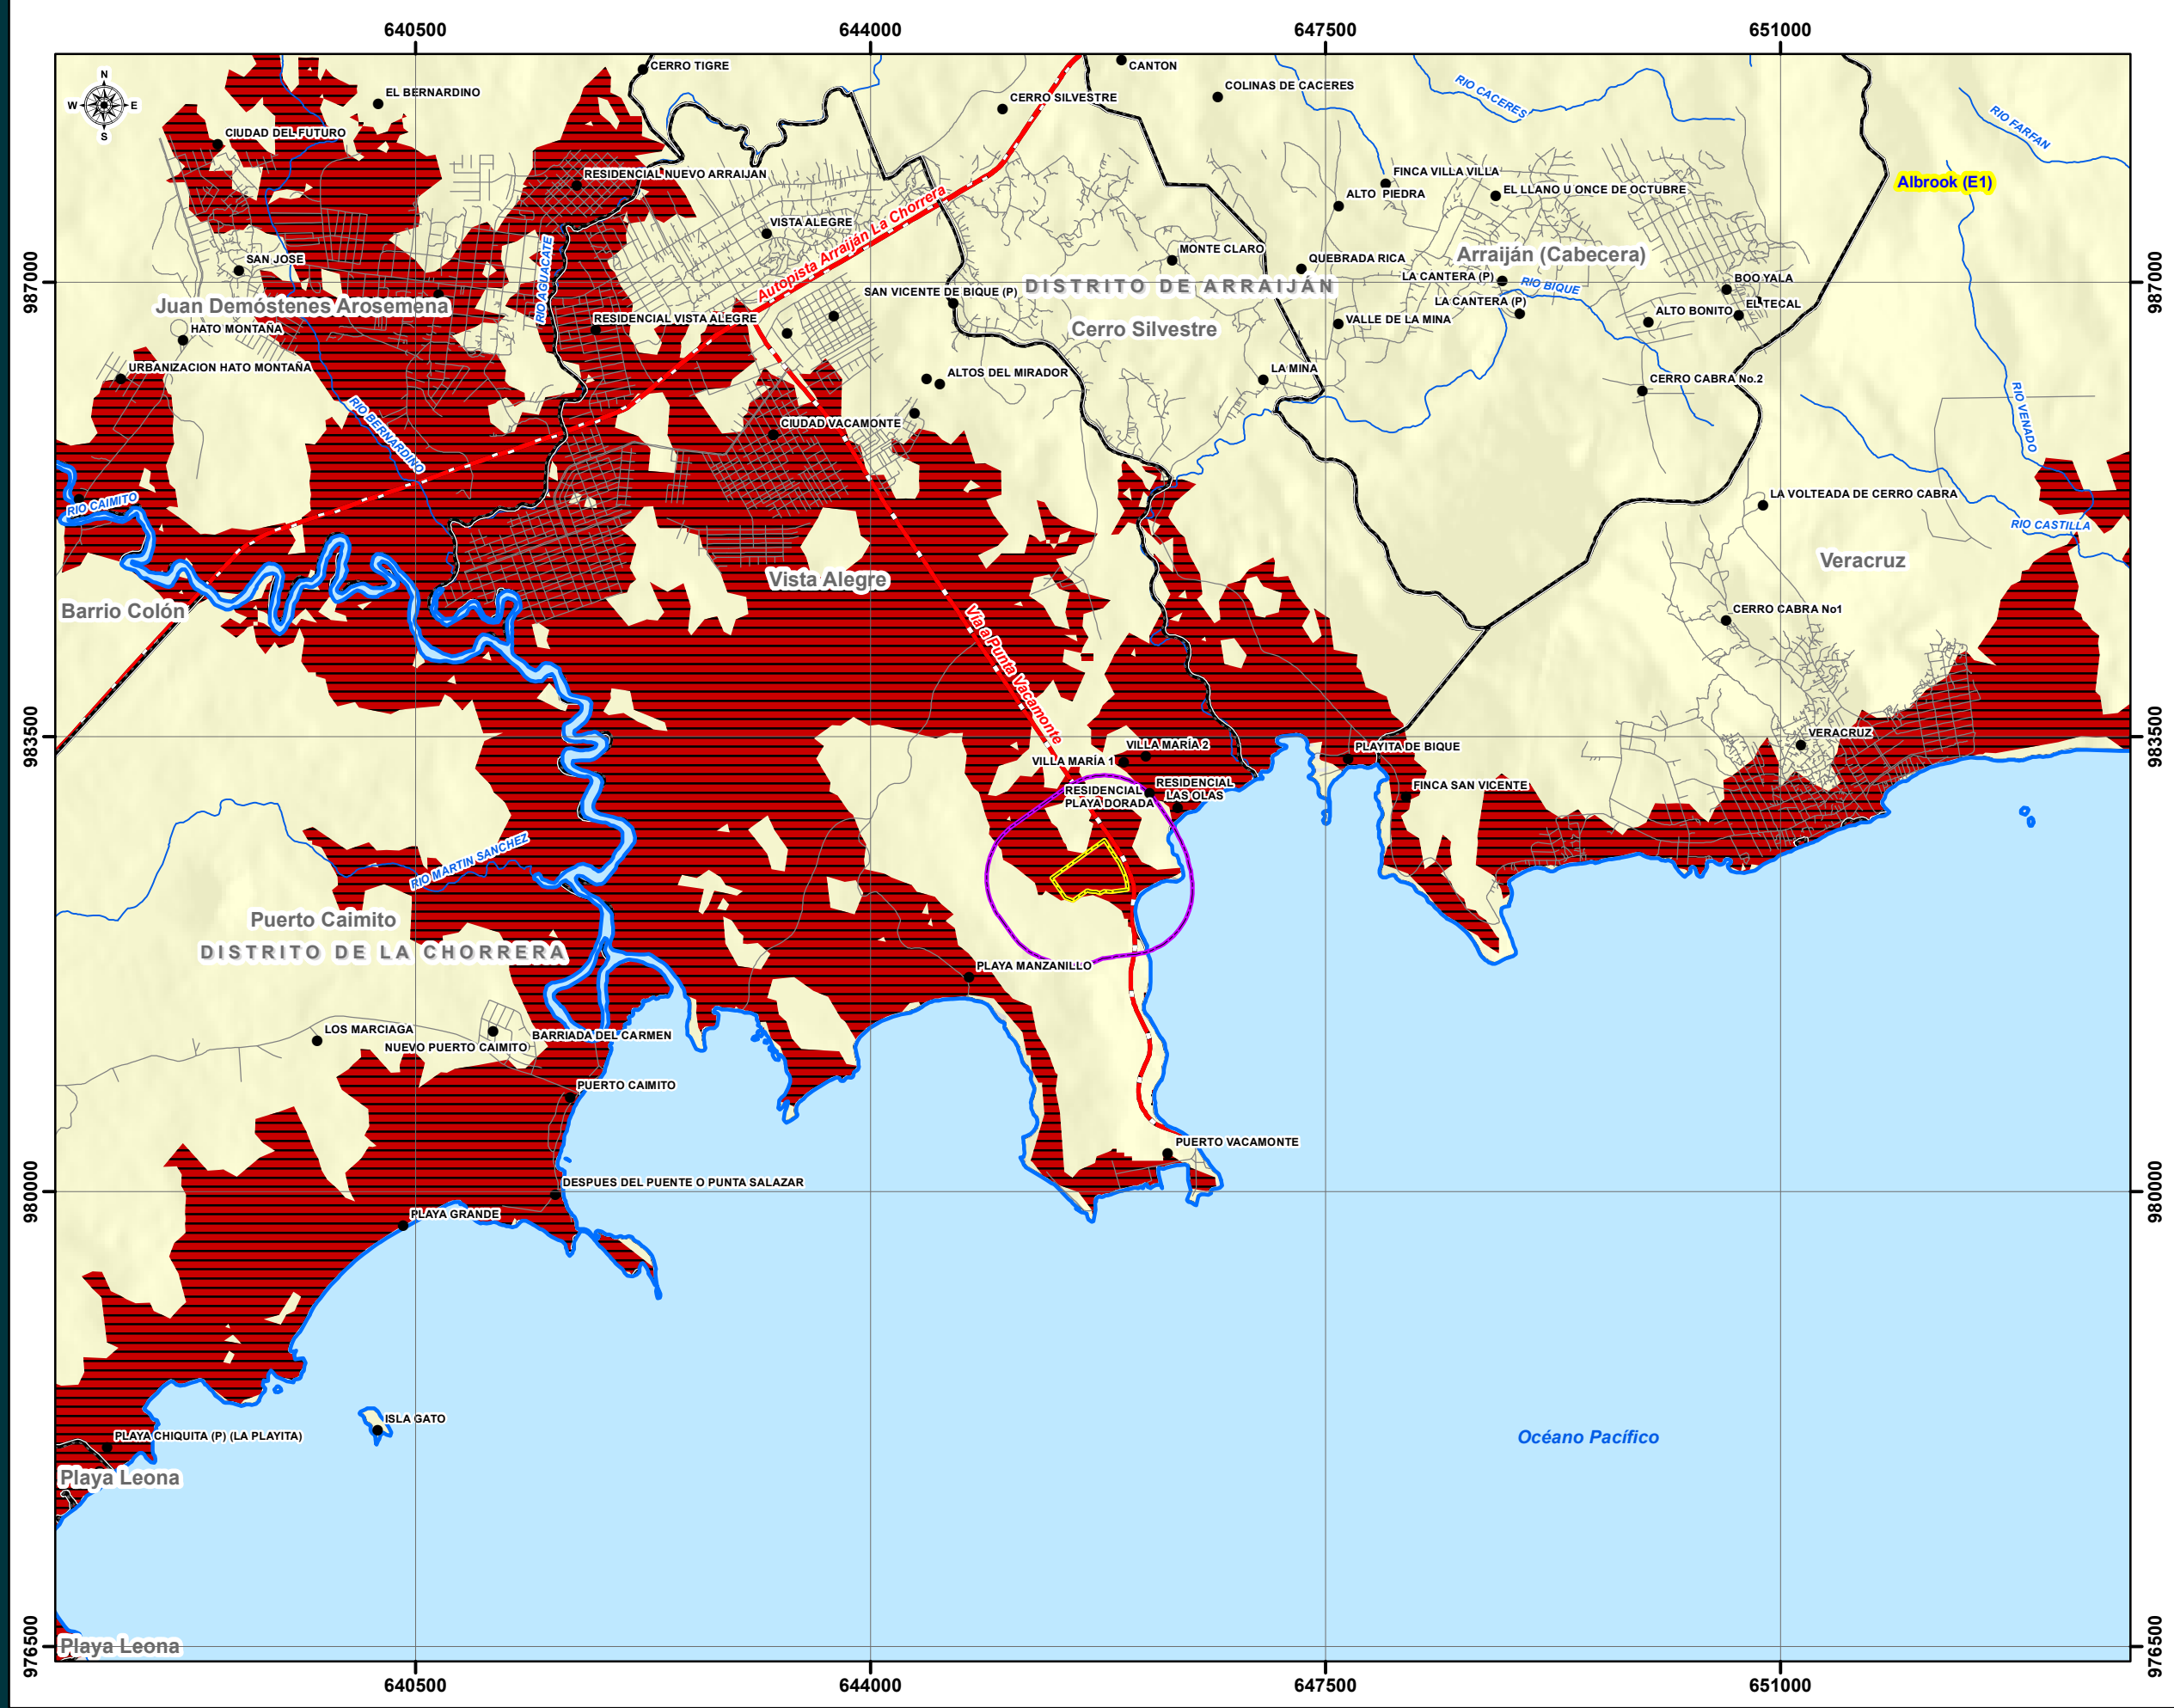 640500
644000
647500
651000
N
W
E
S
CERRO TIGRE
CANTON
EL BERNARDINO
CERRO SILVESTRE
COLINAS DE CACERES
RIO CACERES
RIO FARFAN
CIUDAD DEL FUTURO
RESIDENCIAL NUEVO ARRAIJAN
FINCA VILLA VILLA
Albrook (E1)
ALTO PIEDRA
EL LLANO U ONCE DE OCTUBRE
VISTA ALEGRE
Autopista Arraiján La Chorrera
RIO AGUACATE
SAN JOSE
MONTE CLARO
QUEBRADA RICA
Arraiján (Cabecera)
987000
987000
LA CANTERA (P)
RIO BIQUE
BOO YALA
SAN VICENTE DE BIQUE (P)
DISTRITO DE ARRAIJÁN
Juan Demóstenes Arosemena
LA CANTERA (P)
EL TECAL
ALTO BONITO
HATO MONTAÑA
RESIDENCIAL VISTA ALEGRE
Cerro Silvestre
VALLE DE LA MINA
URBANIZACION HATO MONTAÑA
ALTOS DEL MIRADOR
LA MINA
CERRO CABRA No.2
RIO VENADO
RIO BERNARDINO
CIUDAD VACAMONTE
RIO CAIMITO
LA VOLTEADA DE CERRO CABRA
RIO CASTILLA
Vista Alegre
Veracruz
Barrio Colón
CERRO CABRA No1
Via a Punta Vacamonte
983500
983500
VERACRUZ
VILLA MARÍA 2
PLAYITA DE BIQUE
VILLA MARÍA 1
RESIDENCIAL
LAS OLAS
RESIDENCIAL
PLAYA DORADA
FINCA SAN VICENTE
RIO MARTIN SANCHEZ
Puerto Caimito
DISTRITO DE LA CHORRERA
PLAYA MANZANILLO
LOS MARCIAGA
BARRIADA DEL CARMEN
NUEVO PUERTO CAIMITO
PUERTO CAIMITO
PUERTO VACAMONTE
980000
980000
DESPUES DEL PUENTE O PUNTA SALAZAR
PLAYA GRANDE
ISLA GATO
PLAYA CHIQUITA (P) (LA PLAYITA)
Océano Pacífico
Playa Leona
Playa Leona
976500
976500
640500
644000
647500
651000